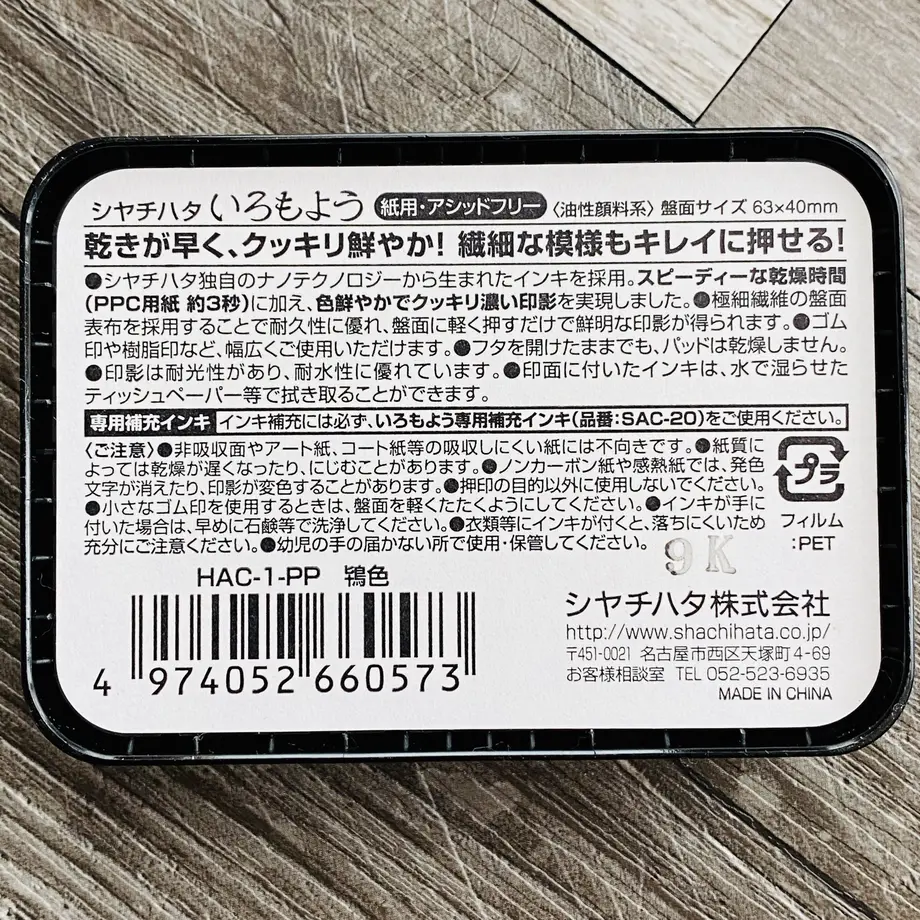 シヤチハタ いろもよう 紙用・アシッドフリー 〈油性顔料系〉 盤面サイズ 63×40mm
乾きが早く、クッキリ鮮やか! 繊細な模様もキレイに押せる!
●シヤチハタ独自のナノテクノロジーから生まれたインキを採用。スピーディーな乾燥時間
(PPC用紙 約3秒)に加え、色鮮やかでクッキリ濃い印影を実現しました。●極細繊維の盤面
表布を採用することで耐久性に優れ、盤面に軽く押すだけで鮮明な印影が得られます。●ゴム
印や樹脂印など、幅広くご使用いただけます。●フタを開けたままでも、パッドは乾燥しません。
●印影は耐光性があり、耐水性に優れています。●印面に付いたインキは、水で湿らせた
ティッシュペーパー等で拭き取ることができます。
専用補充インキ インキ補充には必ず、いろもよう専用補充インキ(品番:SAC-20)をご使用ください。
〈ご注意〉●非吸収面やアート紙、コート紙等の吸収しにくい紙には不向きです。●紙質に
よっては乾燥が遅くなったり、にじむことがあります。●ノンカーボン紙や感熱紙では、発色
文字が消えたり、印影が変色することがあります。●押印の目的以外に使用しないでください。
●小さなゴム印を使用するときは、盤面を軽くたたくようにしてください。●インキが手に
付いた場合は、早めに石鹸等で洗浄してください。●衣類等にインキが付くと、落ちにくいため
充分にご注意ください。●幼児の手の届かない所で使用・保管してください。
プラ
フィルム
:PET
9K
HAC-1-PP 鴇色
4 974052 660573
シヤチハタ株式会社
http://www.shachihata.co.jp/
〒451-0021 名古屋市西区天塚町4-69
お客様相談室 TEL 052-523-6935
MADE IN CHINA